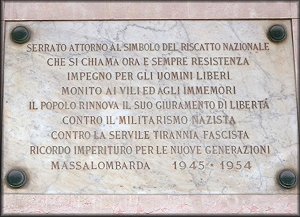 SERRATO ATTORNO AL SIMBOLO DEL RISCATTO NAZIONALE
CHE SI CHIAMA ORA E SEMPRE RESISTENZA
IMPEGNO PER GLI UOMINI LIBERI
MONITO AI VILI ED AGLI IMMEMORI
IL POPOLO RINNOVA IL SUO GIURAMENTO DI LIBERTÀ
CONTRO IL MILITARISMO NAZISTA
CONTRO LA SERVILE TIRANNIA FASCISTA
RICORDO IMPERITURO PER LE NUOVE GENERAZIONI
MASSALOMBARDA 1945 · 1954